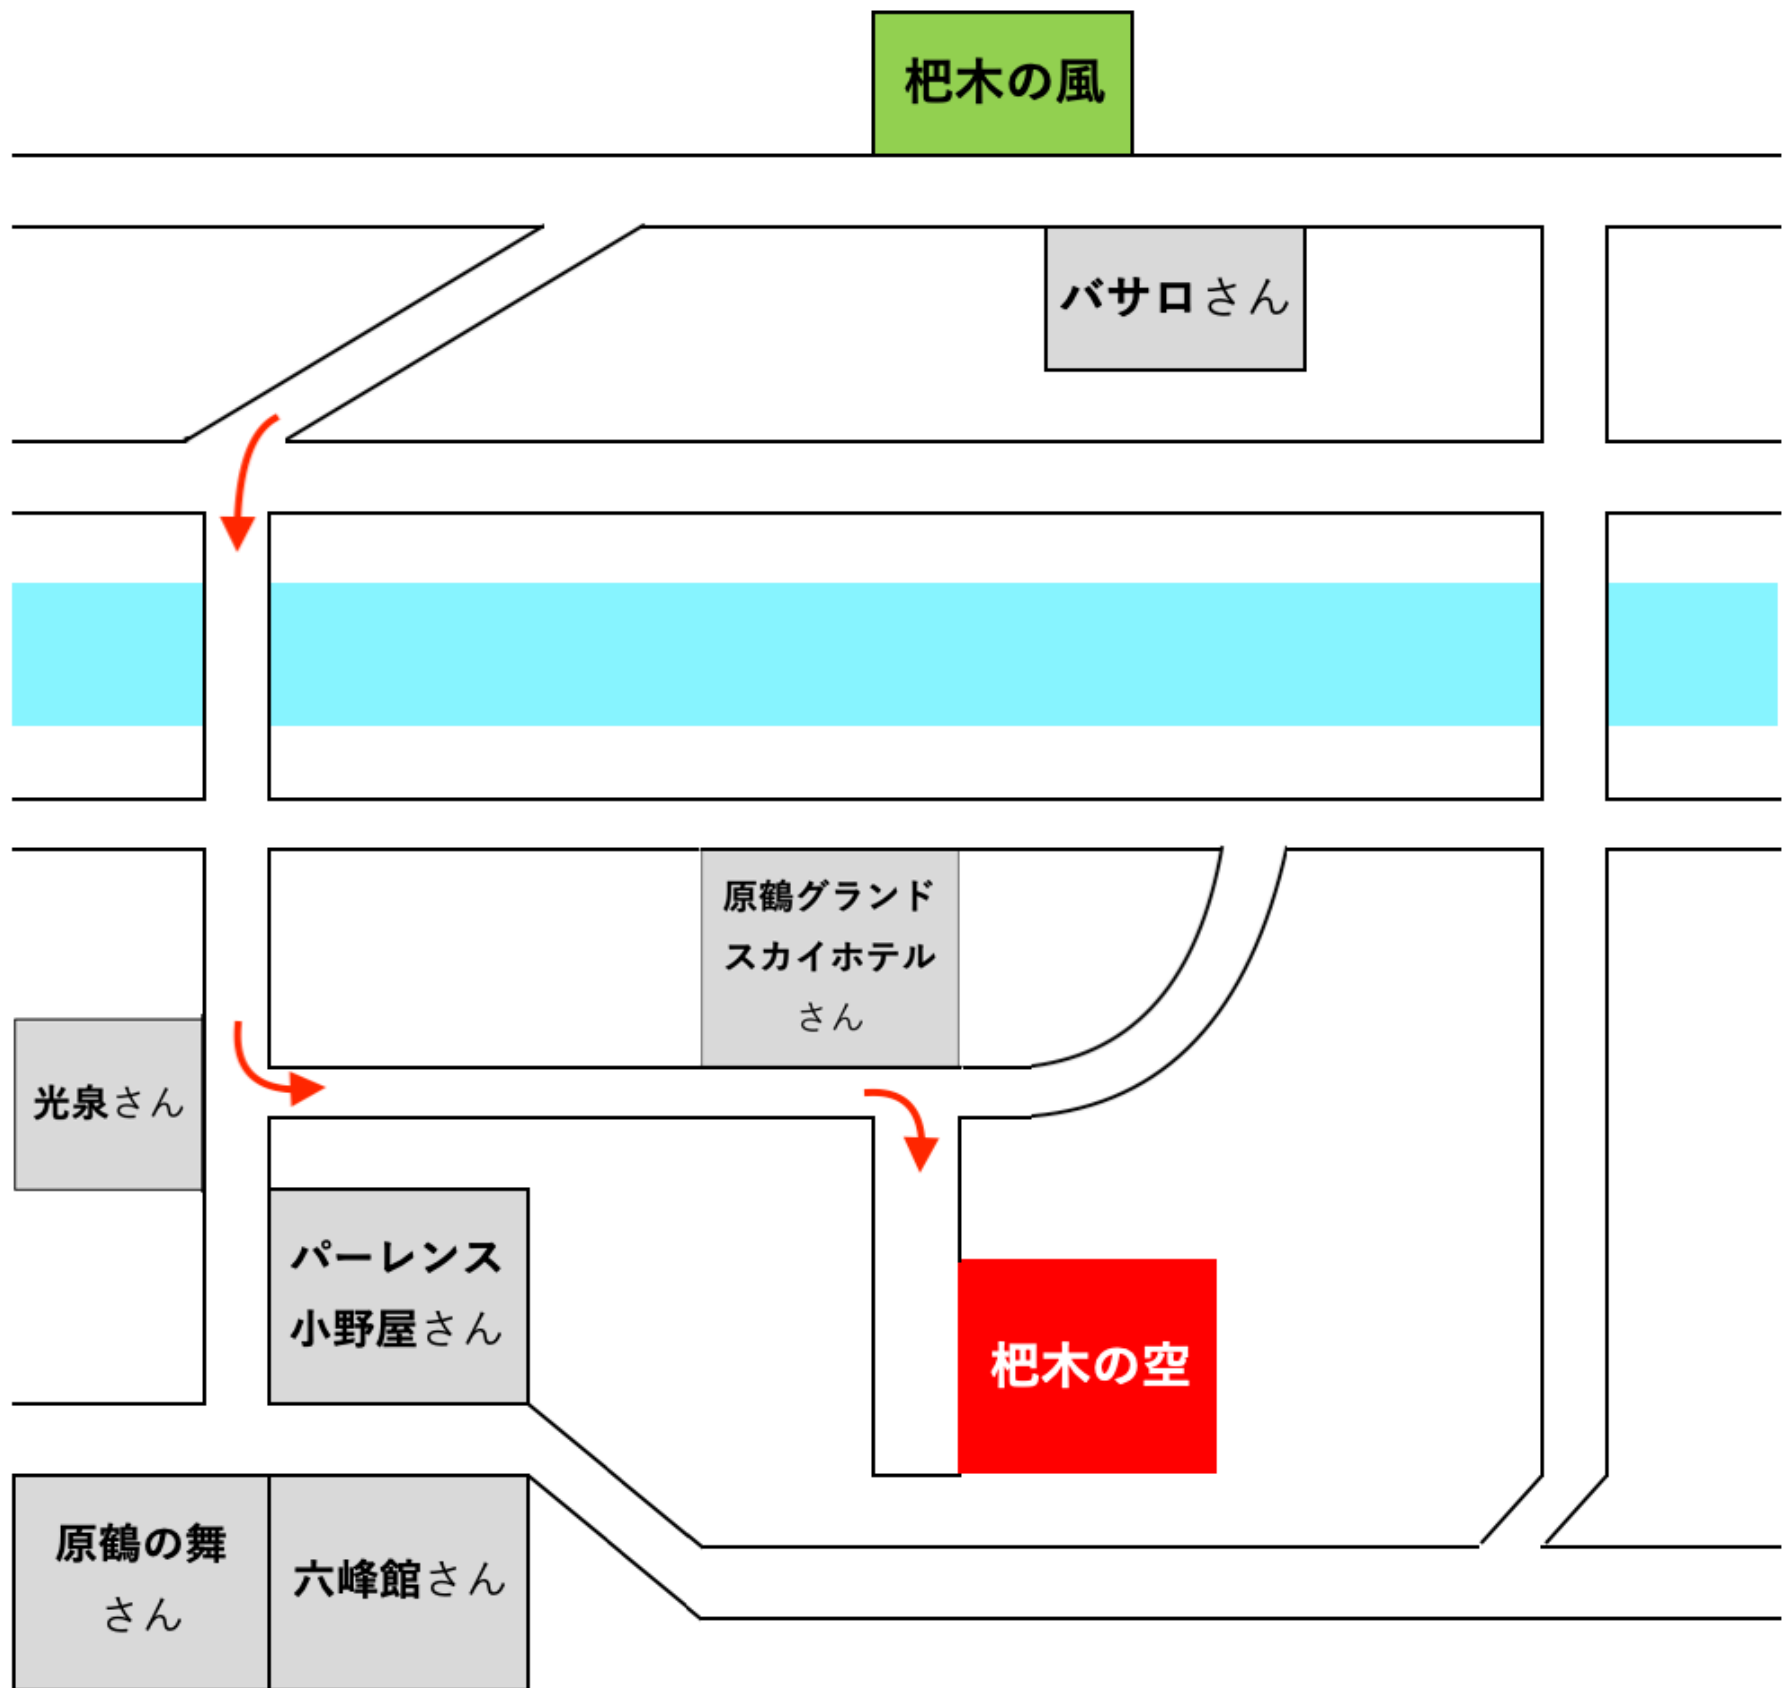 杷木の風
バサロさん
原鶴グランド
スカイホテル
さん
光泉さん
パーレンス
小野屋さん
杷木の空
原鶴の舞
さん
六峰館さん